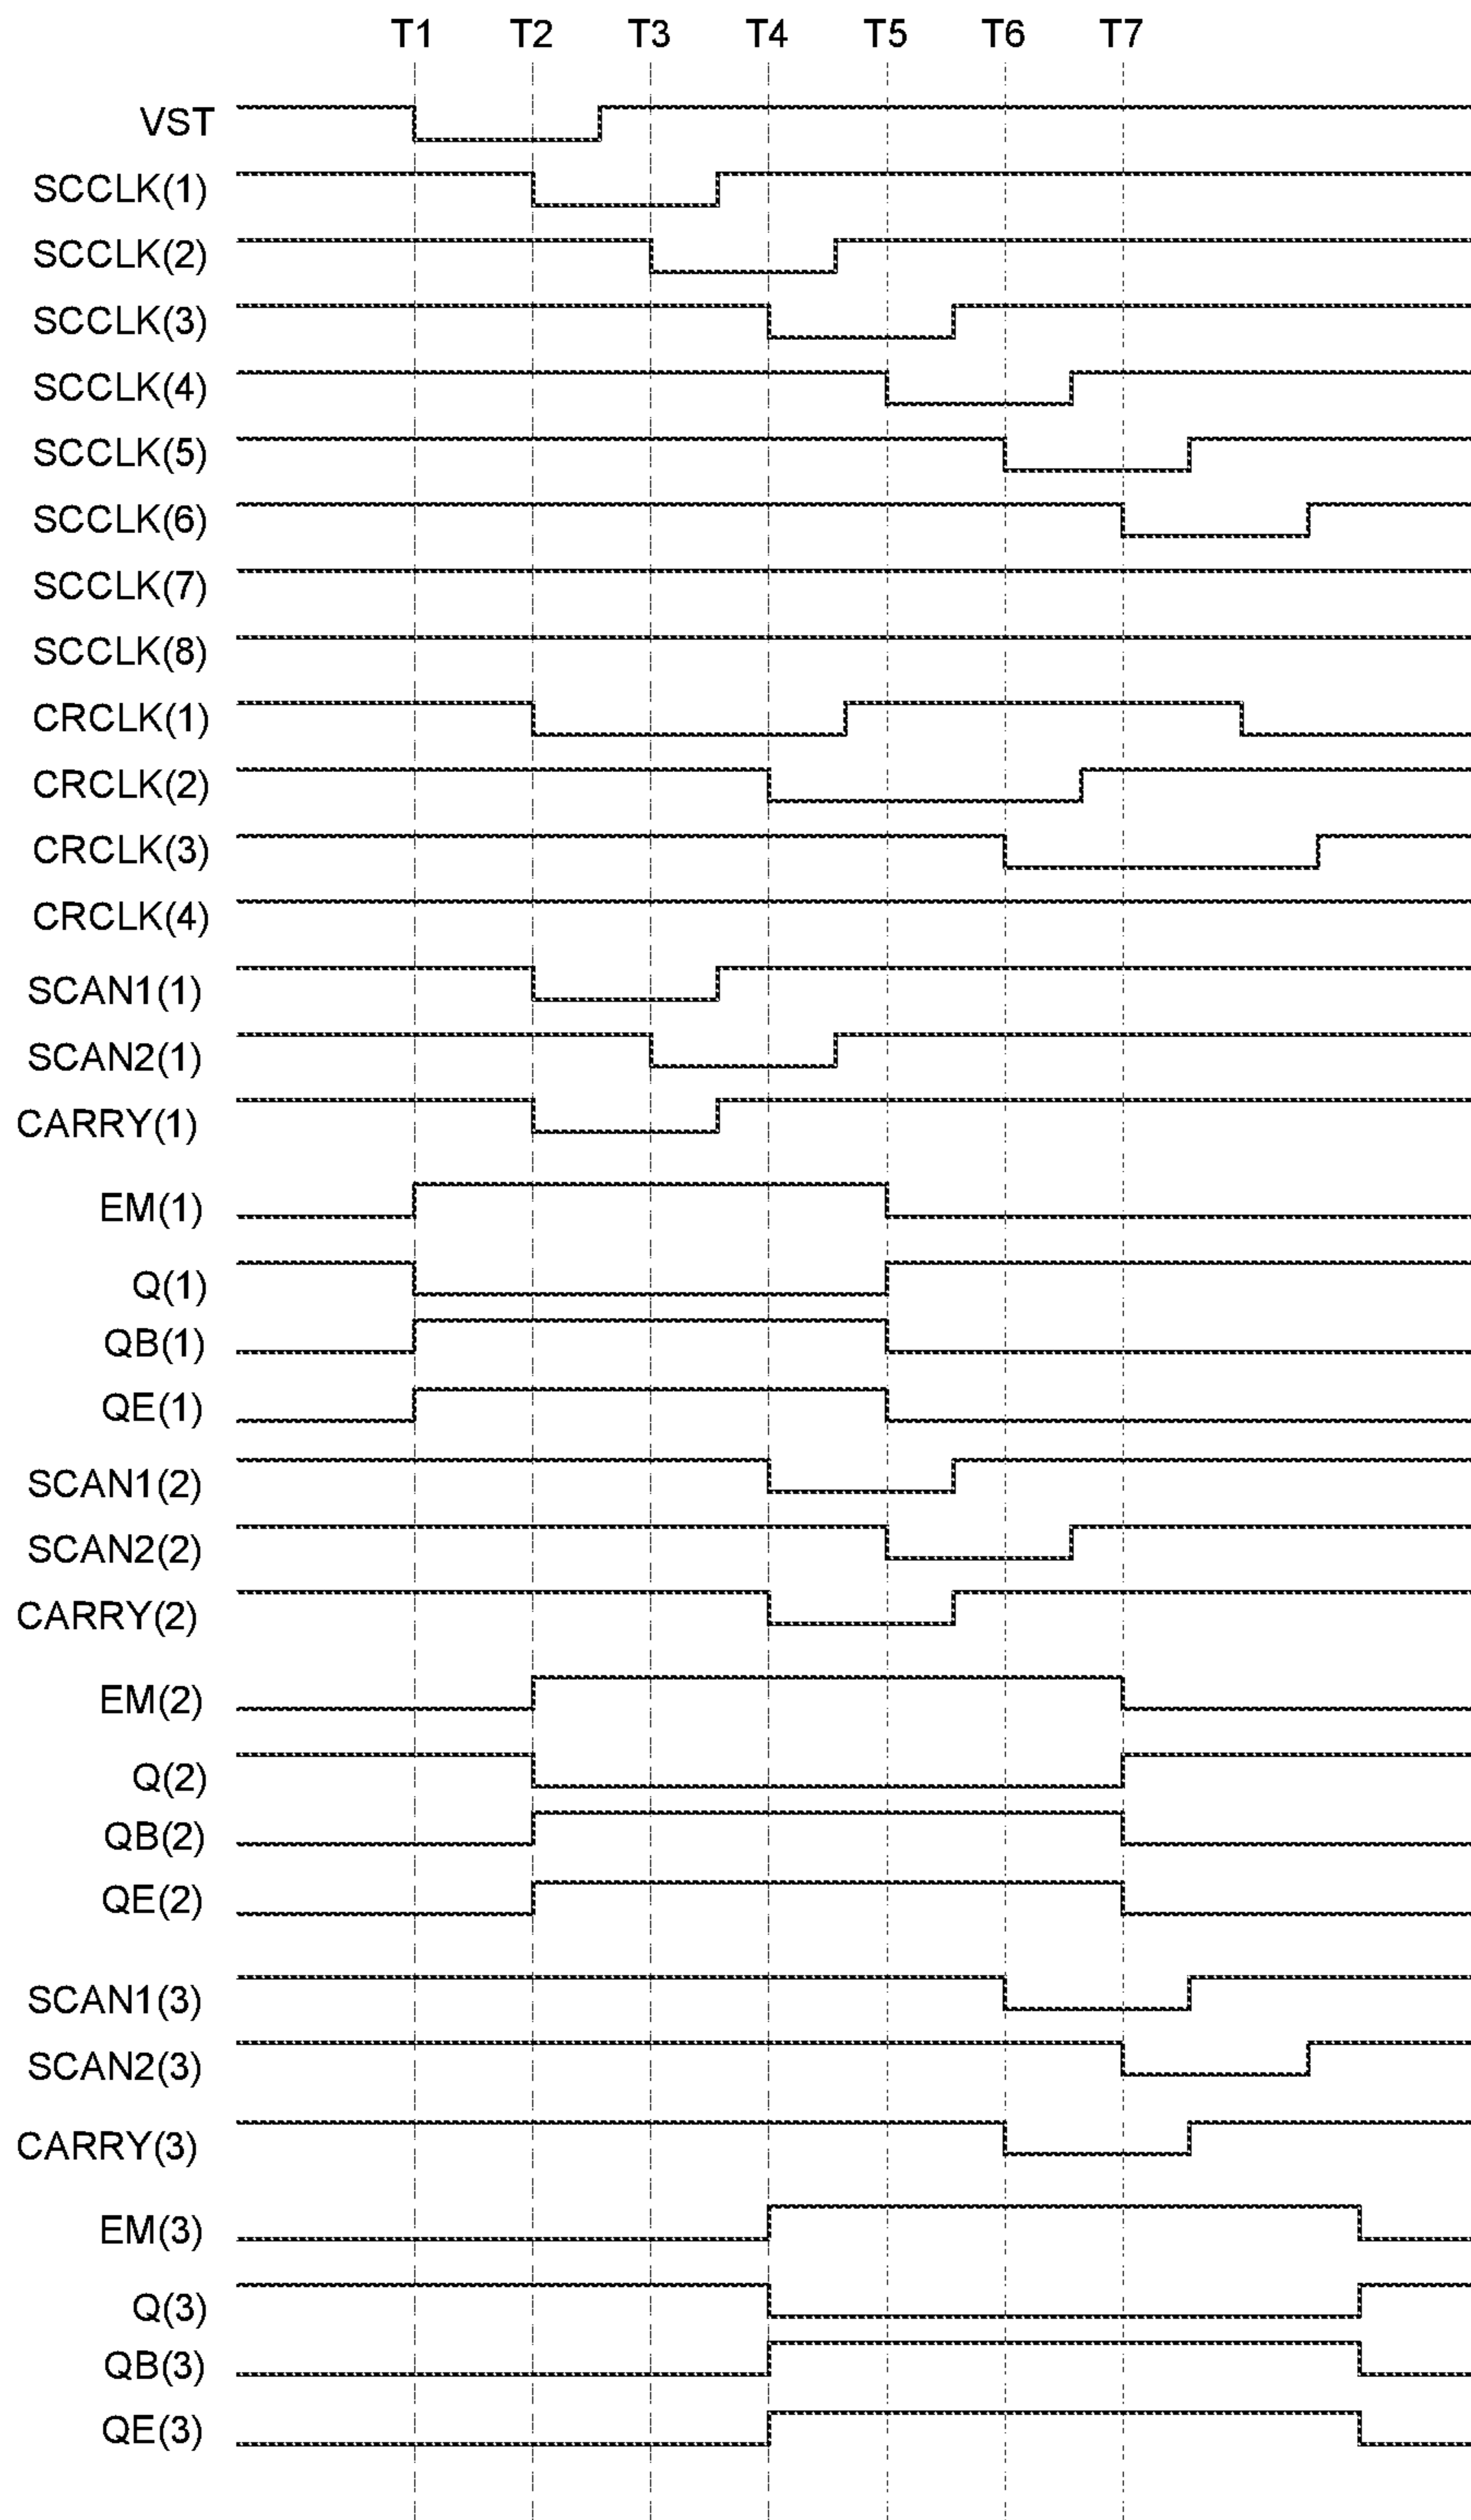 T1 T2 T3 T4 T5 T6 T7
VST
SCCLK(1)
SCCLK(2)
SCCLK(3)
SCCLK(4)
SCCLK(5)
SCCLK(6)
SCCLK(7)
SCCLK(8)
CRCLK(1)
CRCLK(2)
CRCLK(3)
CRCLK(4)
SCAN1(1)
SCAN2(1)
CARRY(1)
EM(1)
Q(1)
QB(1)
QE(1)
SCAN1(2)
SCAN2(2)
CARRY(2)
EM(2)
Q(2)
QB(2)
QE(2)
SCAN1(3)
SCAN2(3)
CARRY(3)
EM(3)
Q(3)
QB(3)
QE(3)